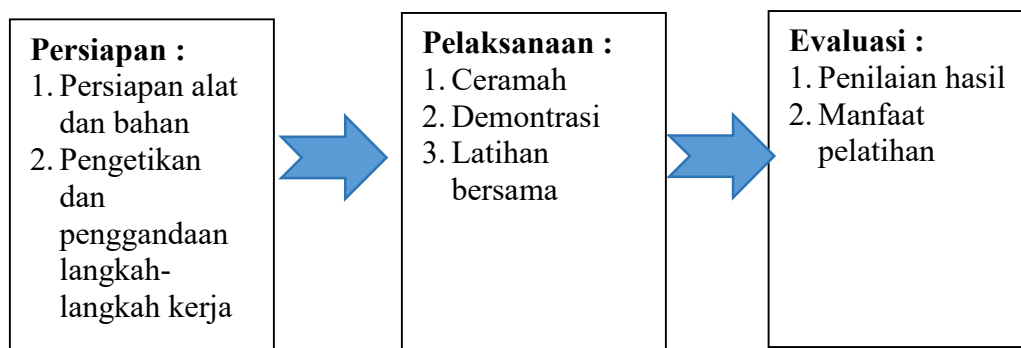 Persiapan :
1. Persiapan alat
dan bahan
2. Pengetikan
dan
penggandaan
langkah-
langkah kerja
Pelaksanaan :
1. Ceramah
2. Demontrasi
3. Latihan
bersama
Evaluasi :
1. Penilaian hasil
2. Manfaat
pelatihan